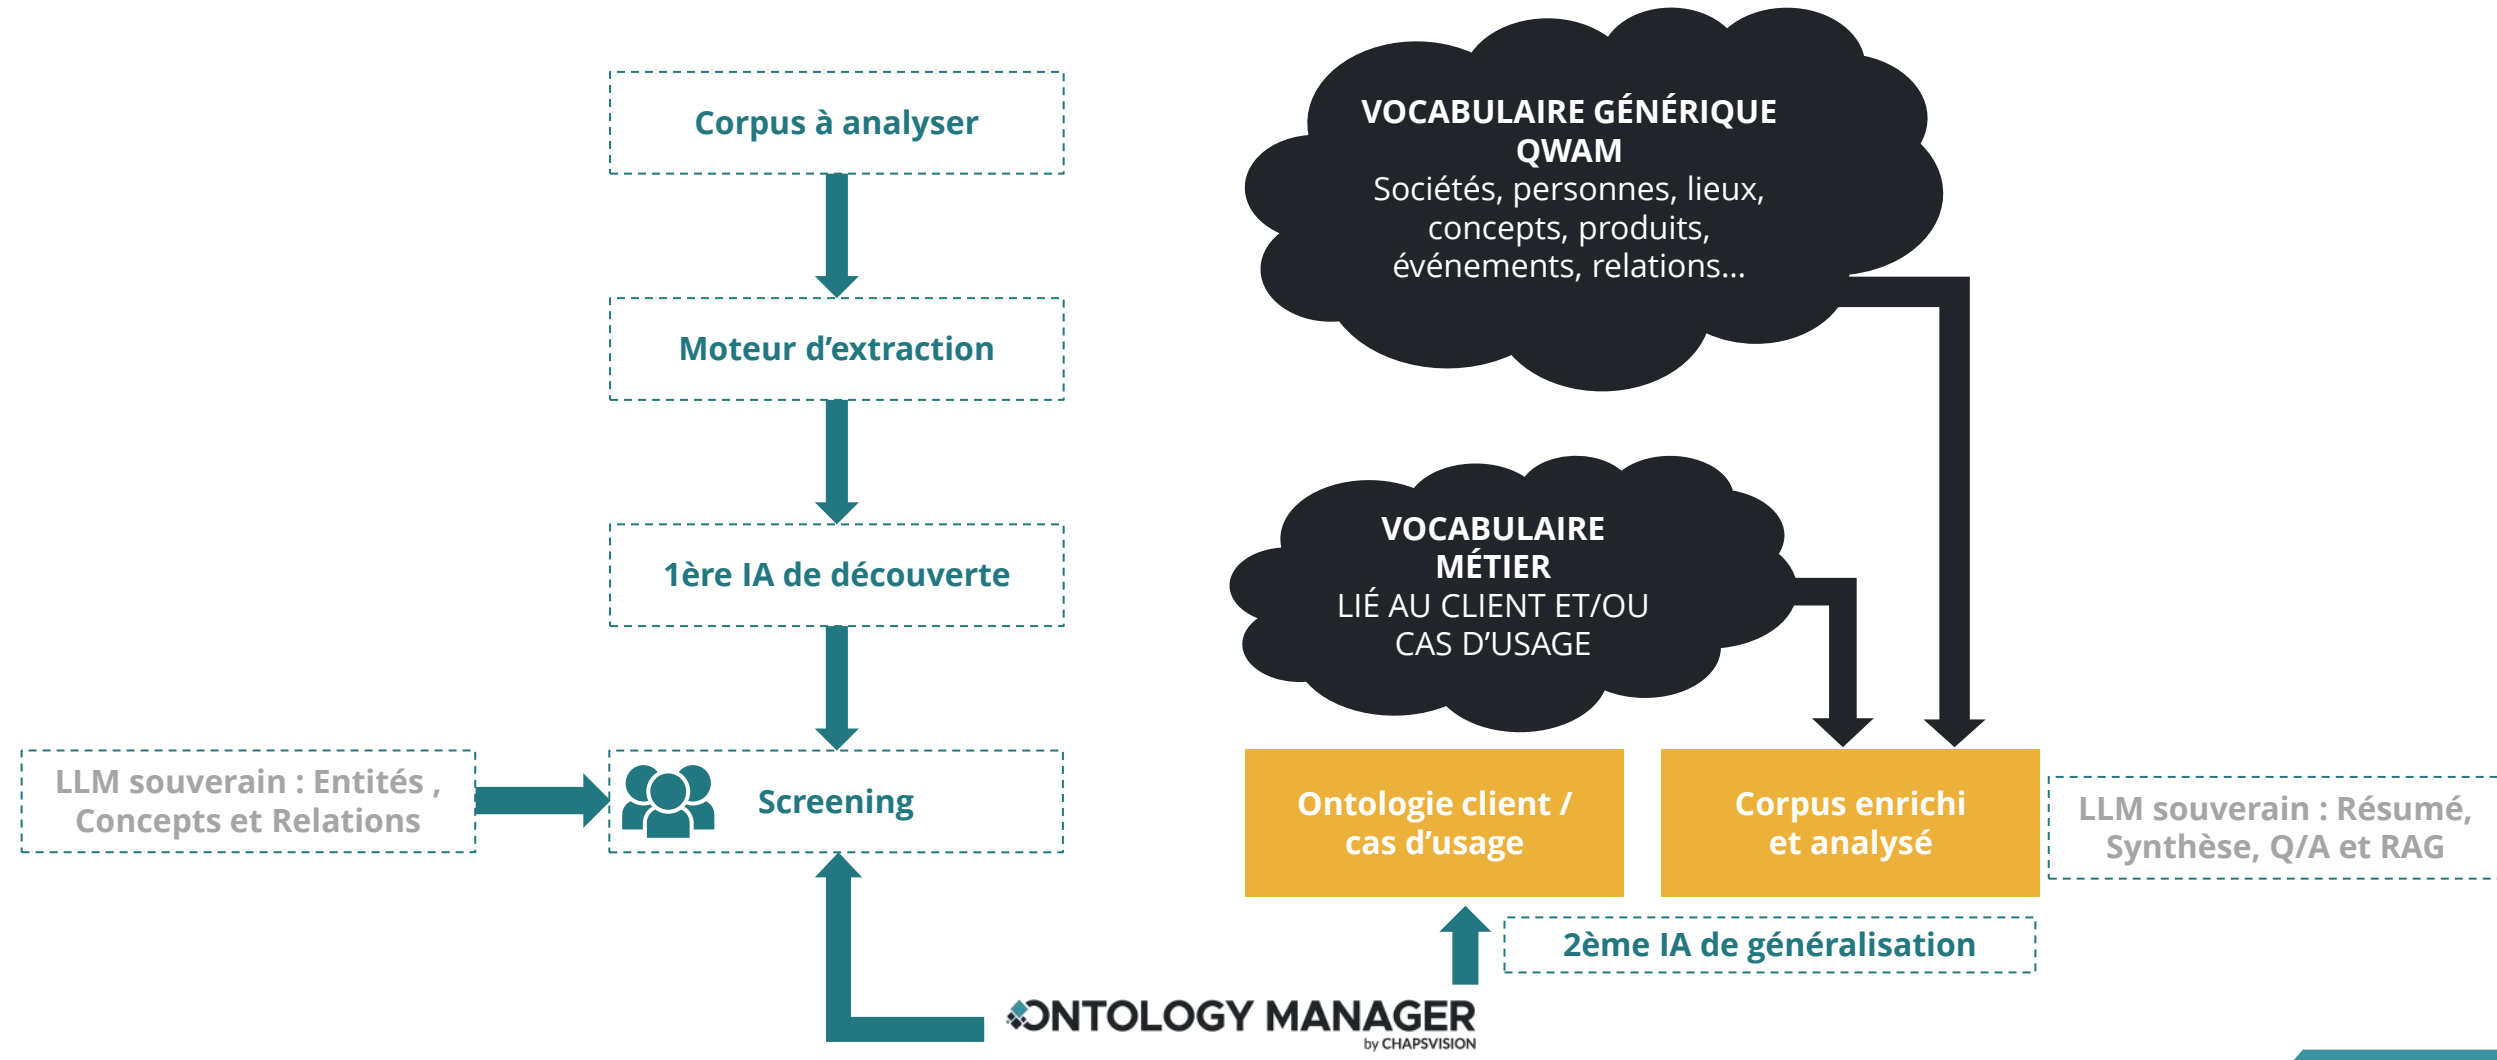 Corpus à analyser
Moteur d’extraction
1ère IA de découverte
LLM souverain : Entités ,
Concepts et Relations
Screening
VOCABULAIRE GÉNÉRIQUE
QWAM
Sociétés, personnes, lieux,
concepts, produits,
événements, relations...
VOCABULAIRE
MÉTIER
LIÉ AU CLIENT ET/OU
CAS D’USAGE
Ontologie client /
cas d’usage
Corpus enrichi
et analysé
LLM souverain : Résumé,
Synthèse, Q/A et RAG
2ème IA de généralisation
ONTOLOGY MANAGER
by CHAPSVISION